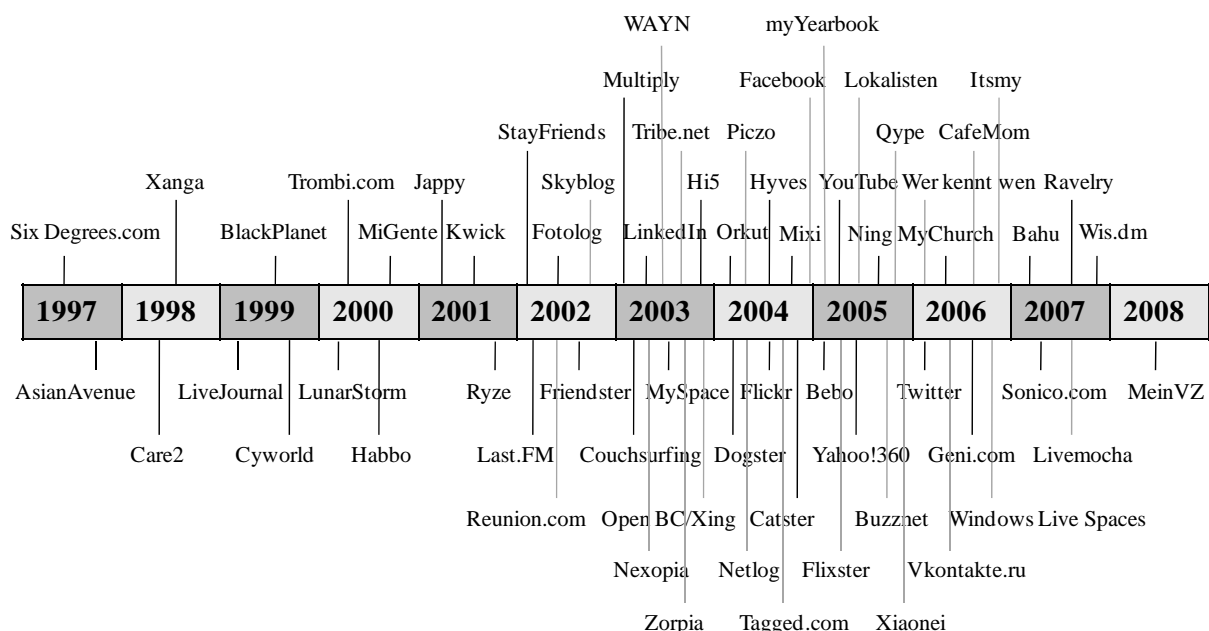 WAYN myYearbook
Multiply Facebook Lokalisten Itsmy
StayFriends Tribe.net Piczo Qype CafeMom
Xanga Trombi.com Jappy Skyblog Hi5 Hyves YouTube Wer kennt wen Ravelry
Six Degrees.com BlackPlanet MiGente Kwick Fotolog LinkedIn Orkut Mixi Ning MyChurch Bahu Wis.dm
1997 1998 1999 2000 2001 2002 2003 2004 2005 2006 2007 2008
AsianAvenue LiveJournal LunarStorm Ryze Friendster MySpace Flickr Bebo Twitter Sonico.com MeinVZ
Care2 Cyworld Habbo Last.FM Couchsurfing Dogster Yahoo!360 Geni.com Livemocha
Reunion.com Open BC/Xing Catster Buzznet Windows Live Spaces
Nexopia Netlog Flixster Vkontakte.ru
Zorpia Tagged.com Xiaonei